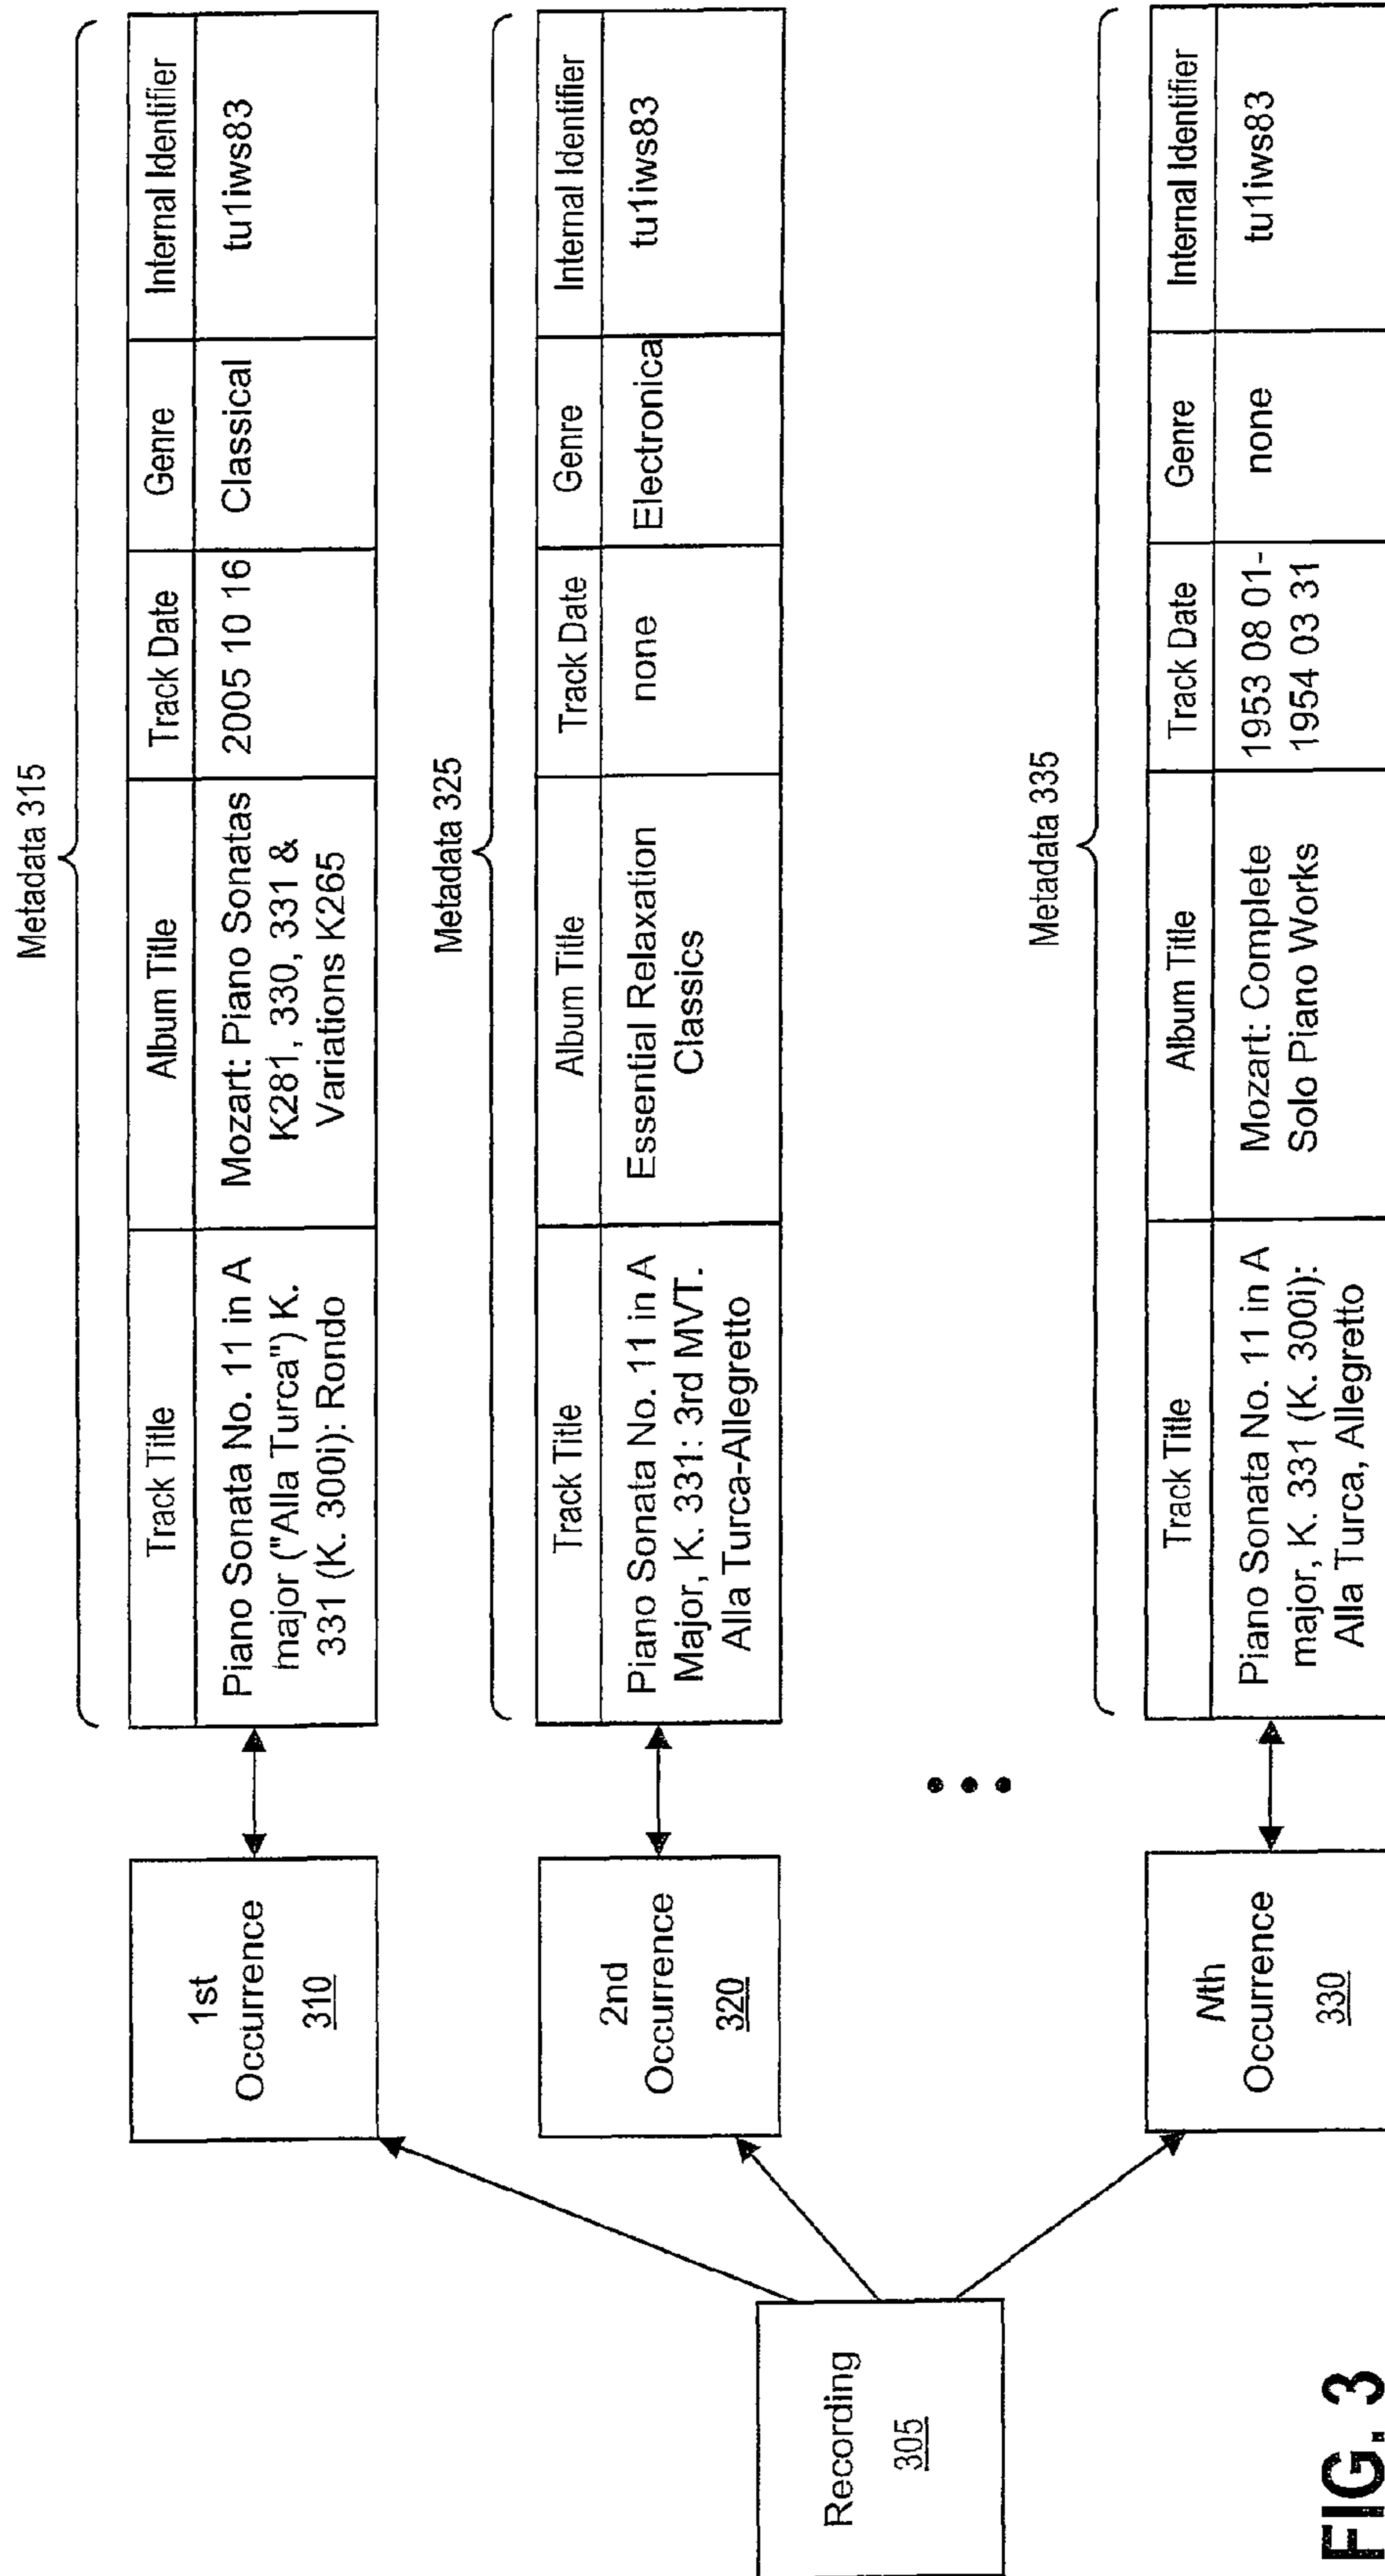 Metadata 315
Track Title
Album Title
Track Date
Genre
Internal Identifier
Piano Sonata No. 11 in A
major ("Alla Turca") K.
331 (K. 300i): Rondo
Mozart: Piano Sonatas
K281, 330, 331 &
Variations K265
2005 10 16
Classical
tu1iws83
1st
Occurrence
310
Metadata 325
Track Title
Album Title
Track Date
Genre
Internal Identifier
Piano Sonata No. 11 in A
Major, K. 331: 3rd MVT.
Alla Turca-Allegretto
Essential Relaxation
Classics
none
Electronica
tu1iws83
2nd
Occurrence
320
Recording
305
Metadata 335
Track Title
Album Title
Track Date
Genre
Internal Identifier
Piano Sonata No. 11 in A
major, K. 331 (K. 300i):
Alla Turca, Allegretto
Mozart: Complete
Solo Piano Works
1953 08 01-
1954 03 31
none
tu1iws83
Nth
Occurrence
330
FIG. 3